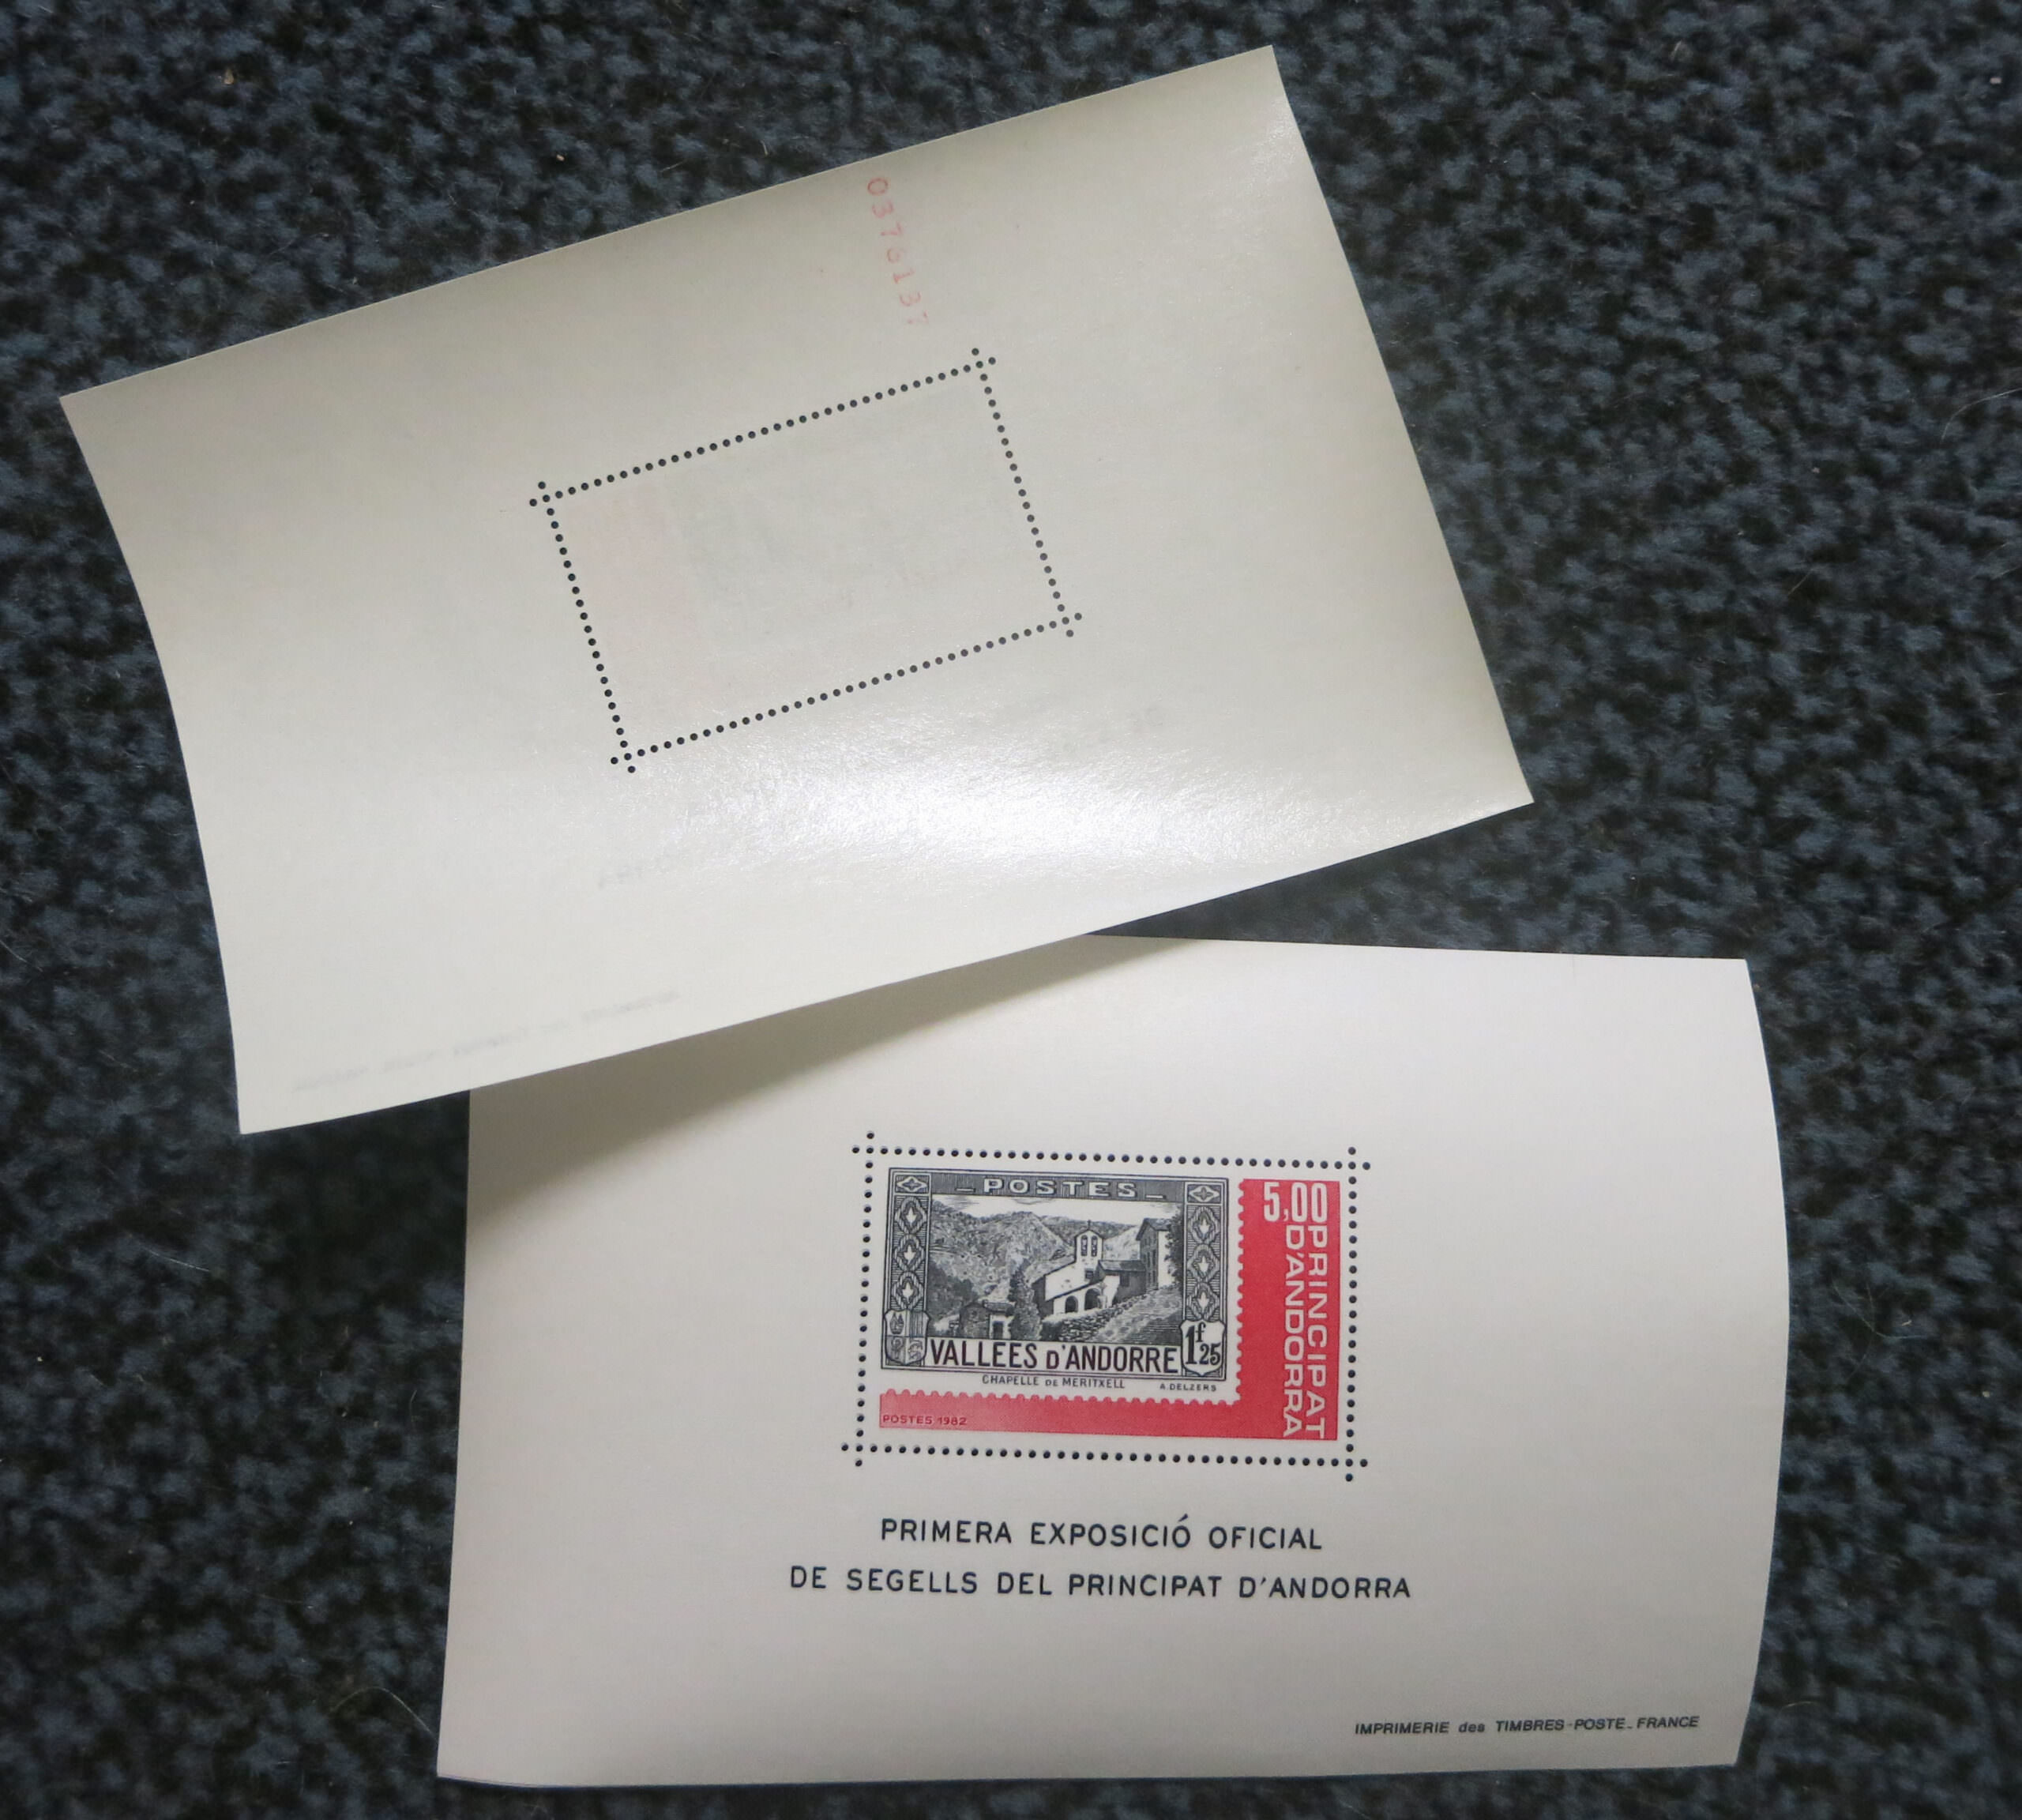 0376137
POSTES
5,00
PRINCIPAT
D'ANDORRA
1f25
VALLEES D'ANDORRE
CHAPELLE DE MERITXELL
A.DELZERS
POSTES 1982
PRIMERA EXPOSICIÓ OFICIAL
DE SEGELLS DEL PRINCIPAT D'ANDORRA
IMPRIMERIE des TIMBRES-POSTE_FRANCE